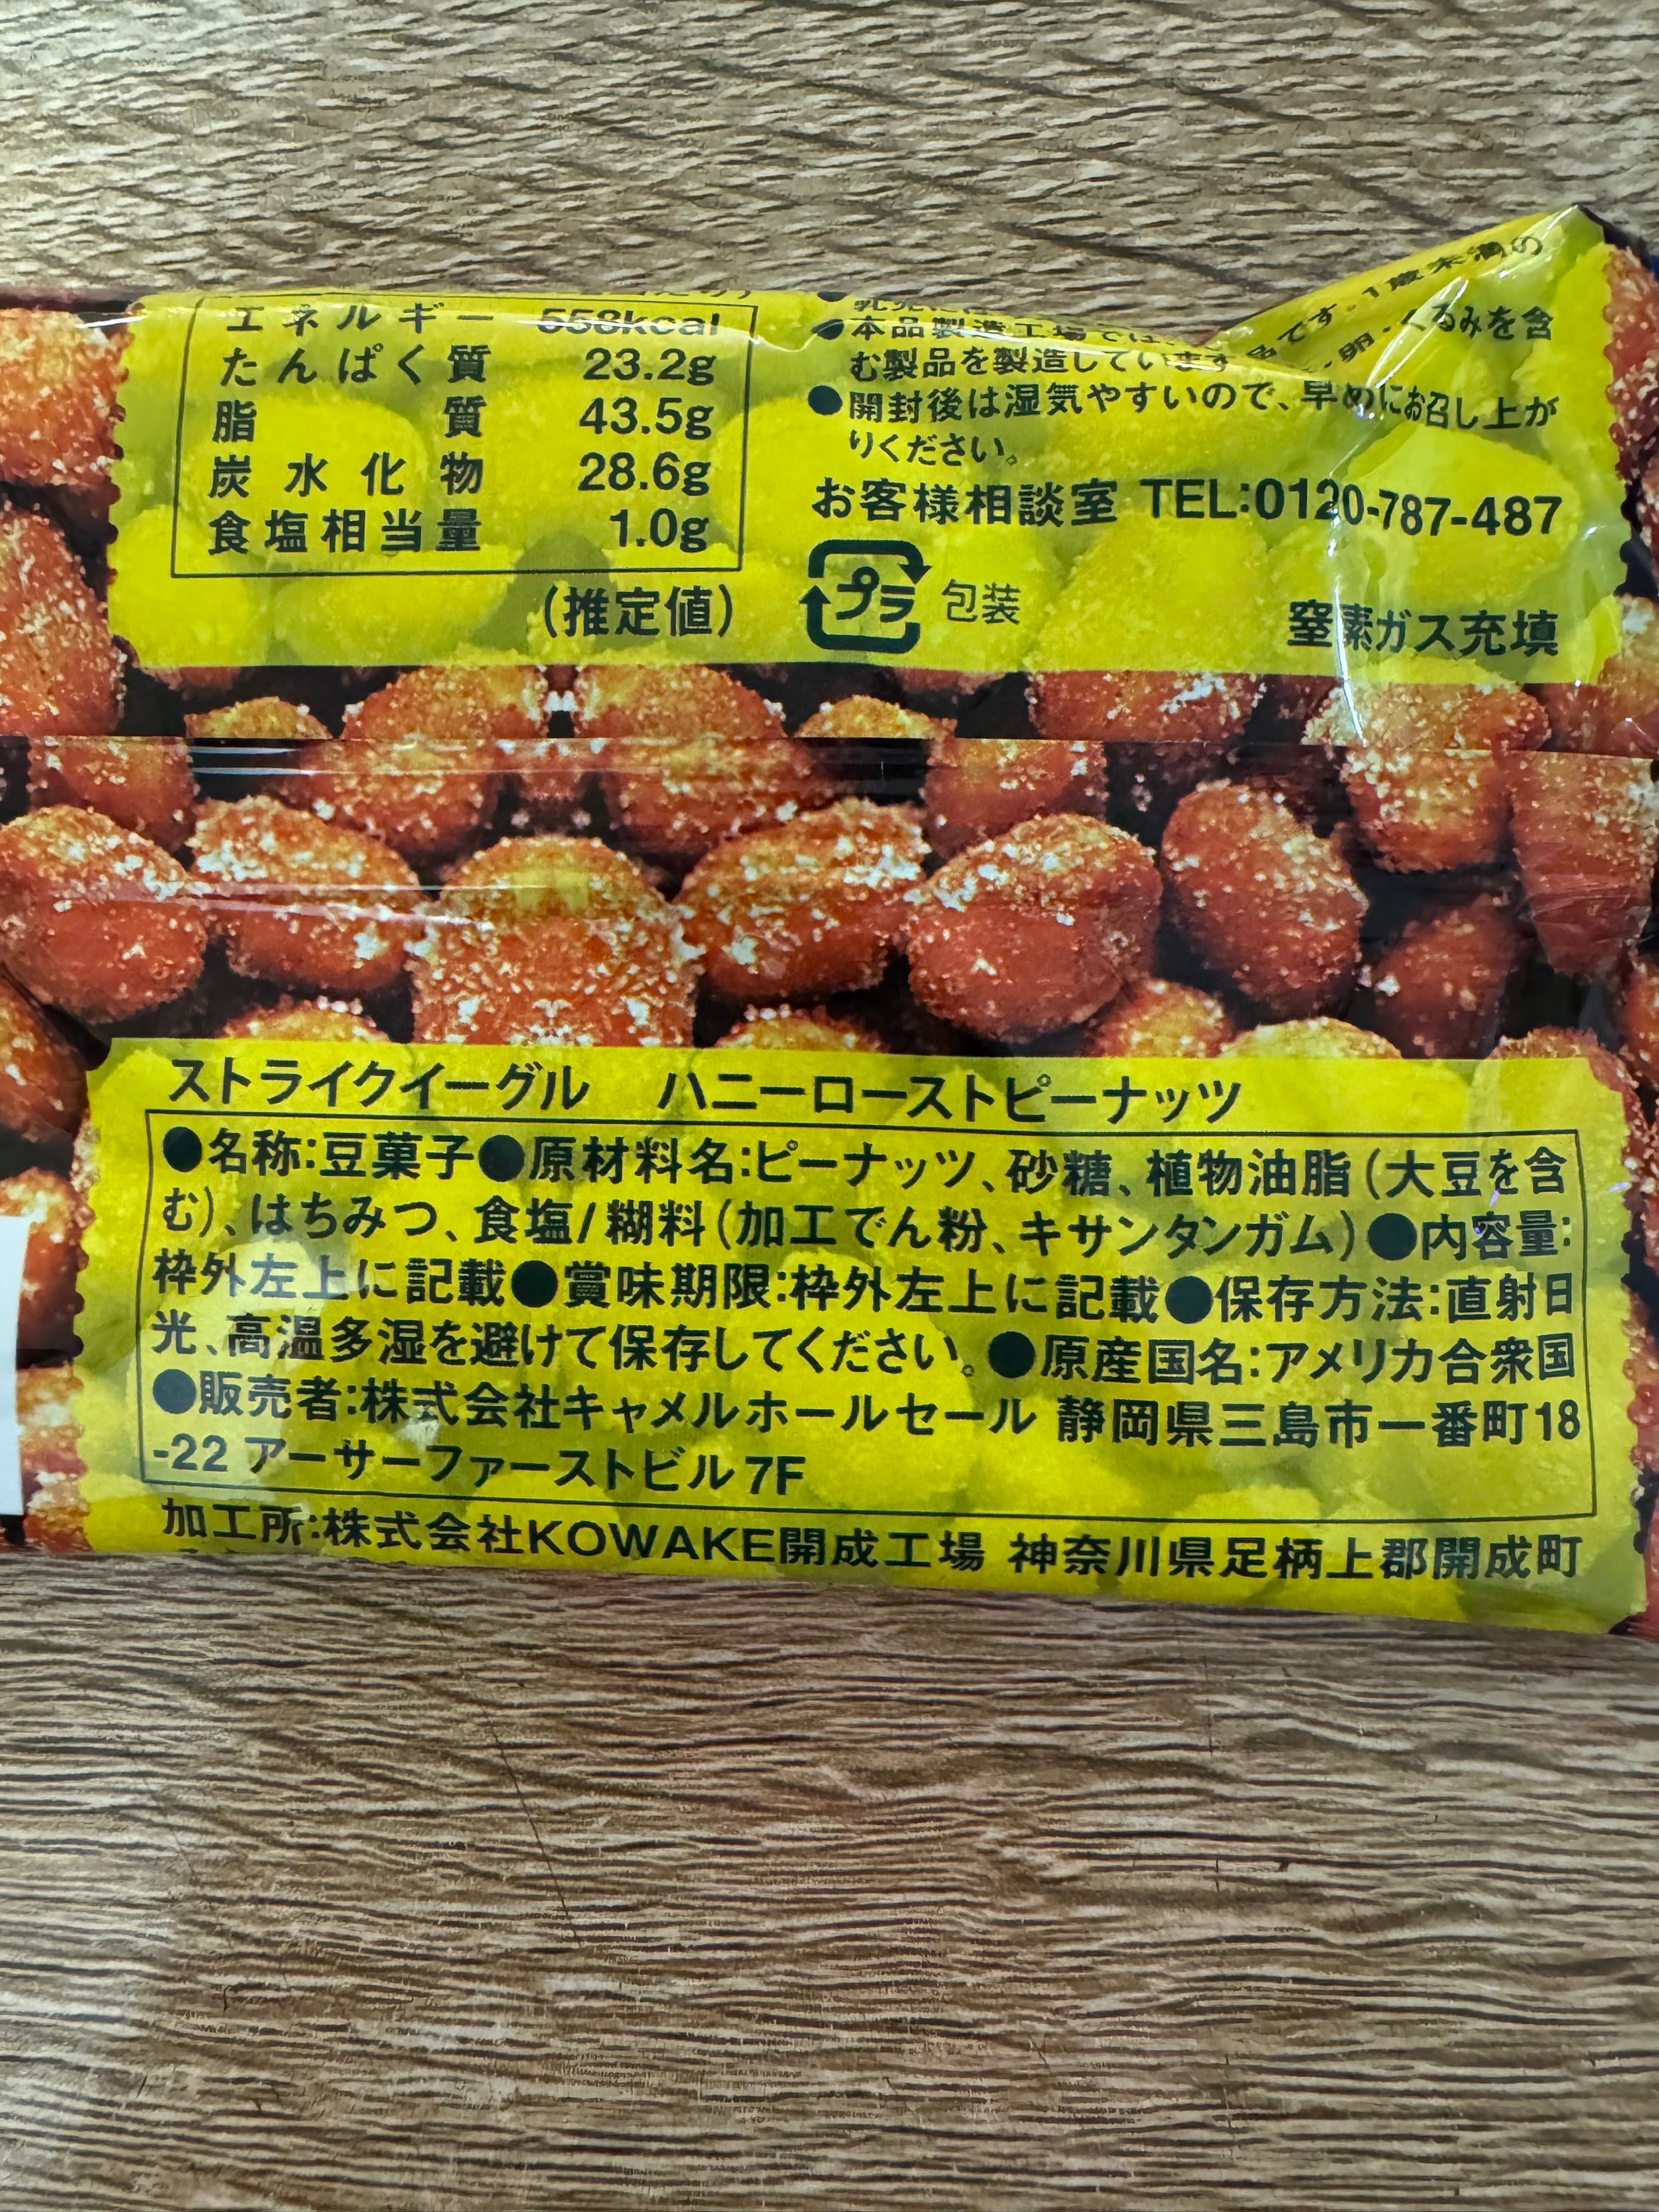 エネルギー 558kcal
たんぱく質 23.2g
脂質 43.5g
炭水化物 28.6g
食塩相当量 1.0g
(推定値)
です。1歳未満の
●本品製造工場では 卵・くるみを含
む製品を製造しています
●開封後は湿気やすいので、早めにお召し上が
りください。
お客様相談室 TEL:0120-787-487
プラ 包装
窒素ガス充填
ストライクイーグル ハニーローストピーナッツ
●名称:豆菓子●原材料名:ピーナッツ、砂糖、植物油脂(大豆を含
む)、はちみつ、食塩/糊料(加工でん粉、キサンタンガム)●内容量:
枠外左上に記載●賞味期限:枠外左上に記載●保存方法:直射日
光、高温多湿を避けて保存してください。●原産国名:アメリカ合衆国
●販売者:株式会社キャメルホールセール 静岡県三島市一番町18
-22 アーサーファーストビル7F
加工所:株式会社KOWAKE開成工場 神奈川県足柄上郡開成町